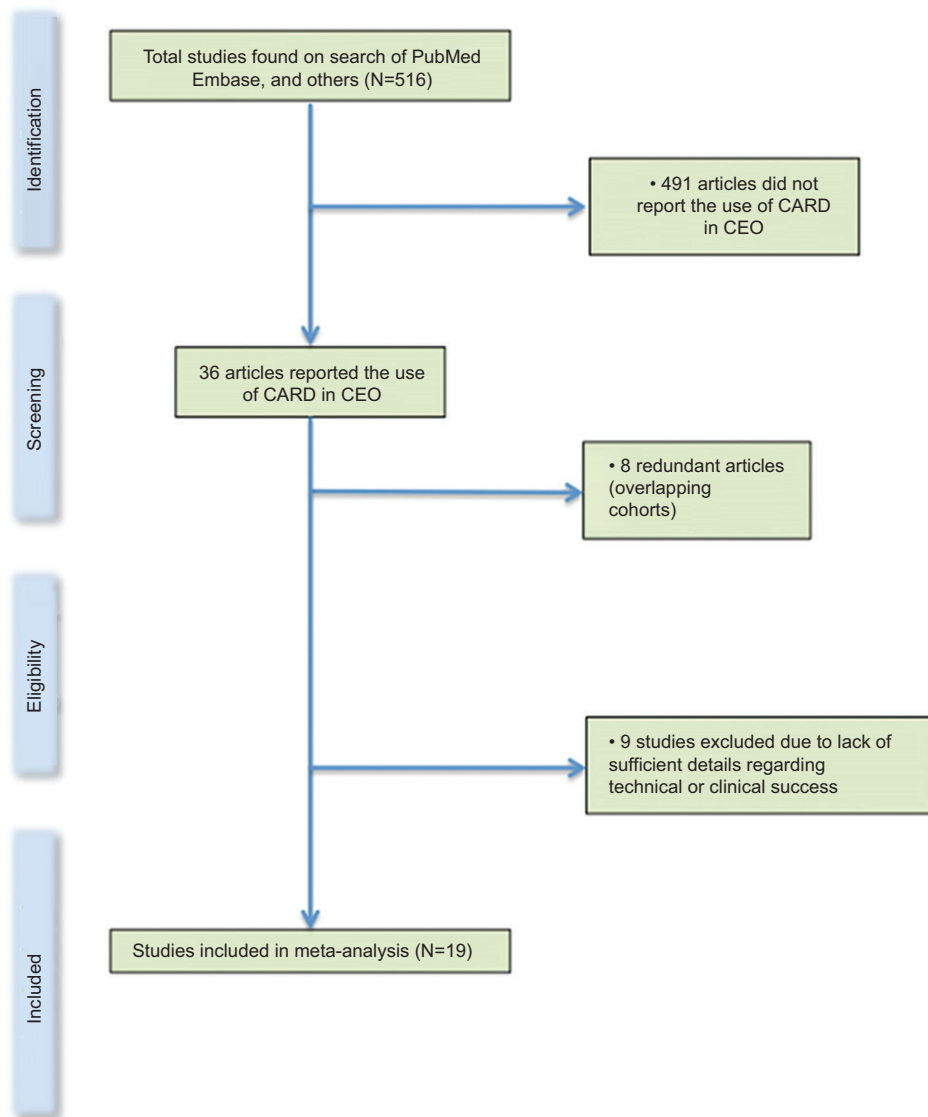 Identification
Total studies found on search of PubMed
Embase, and others (N=516)
• 491 articles did not
report the use of CARD
in CEO
Screening
36 articles reported the use
of CARD in CEO
• 8 redundant articles
(overlapping
cohorts)
Eligibility
• 9 studies excluded due to lack of
sufficient details regarding
technical or clinical success
Included
Studies included in meta-analysis (N=19)